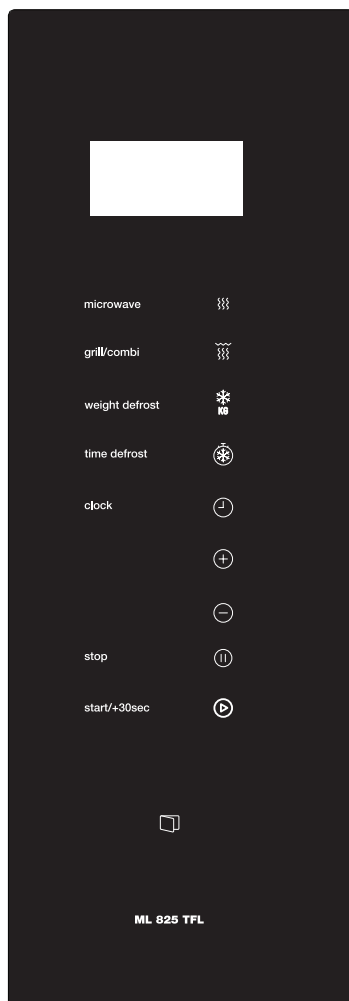 microwave
grill/combi
weight defrost
KG
time defrost
clock
stop
start/+30sec
ML 825 TFL